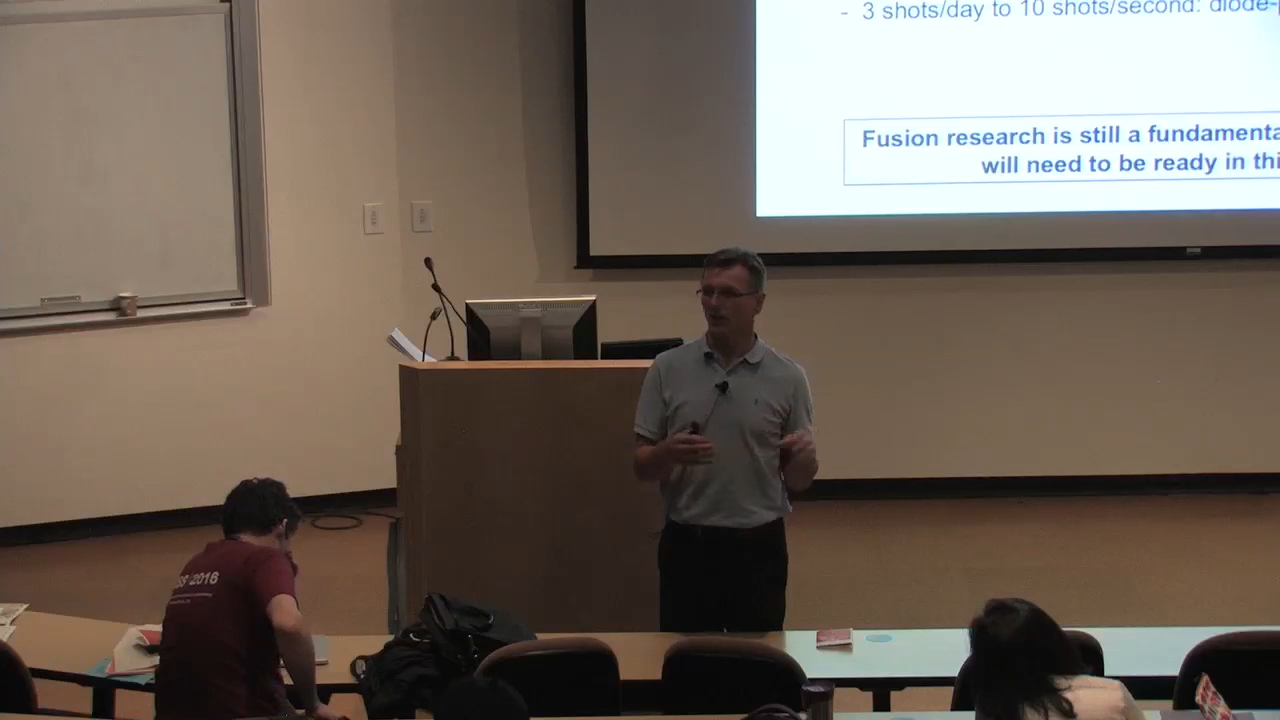 - 3 shots/day to 10 shots/second: diode-
Fusion research is still a fundamenta
will need to be ready in thi
2016